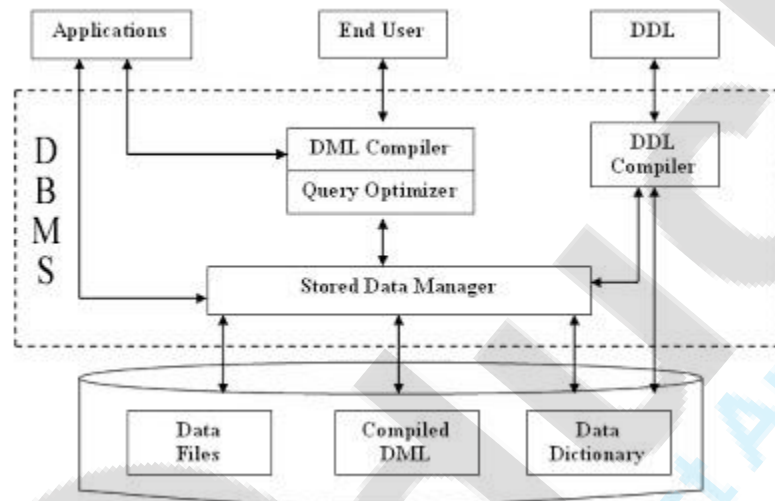 Applications
End User
DDL
DBMS
DML Compiler
Query Optimizer
DDL
Compiler
Stored Data Manager
Data
Files
Compiled
DML
Data
Dictionary